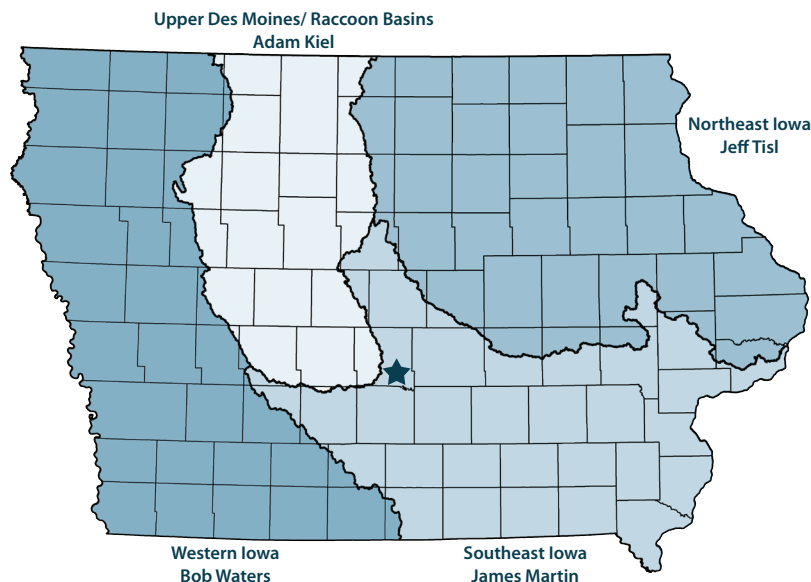 Upper Des Moines/ Raccoon Basins
Adam Kiel
Northeast Iowa
Jeff Tisl
Western Iowa
Bob Waters
Southeast Iowa
James Martin